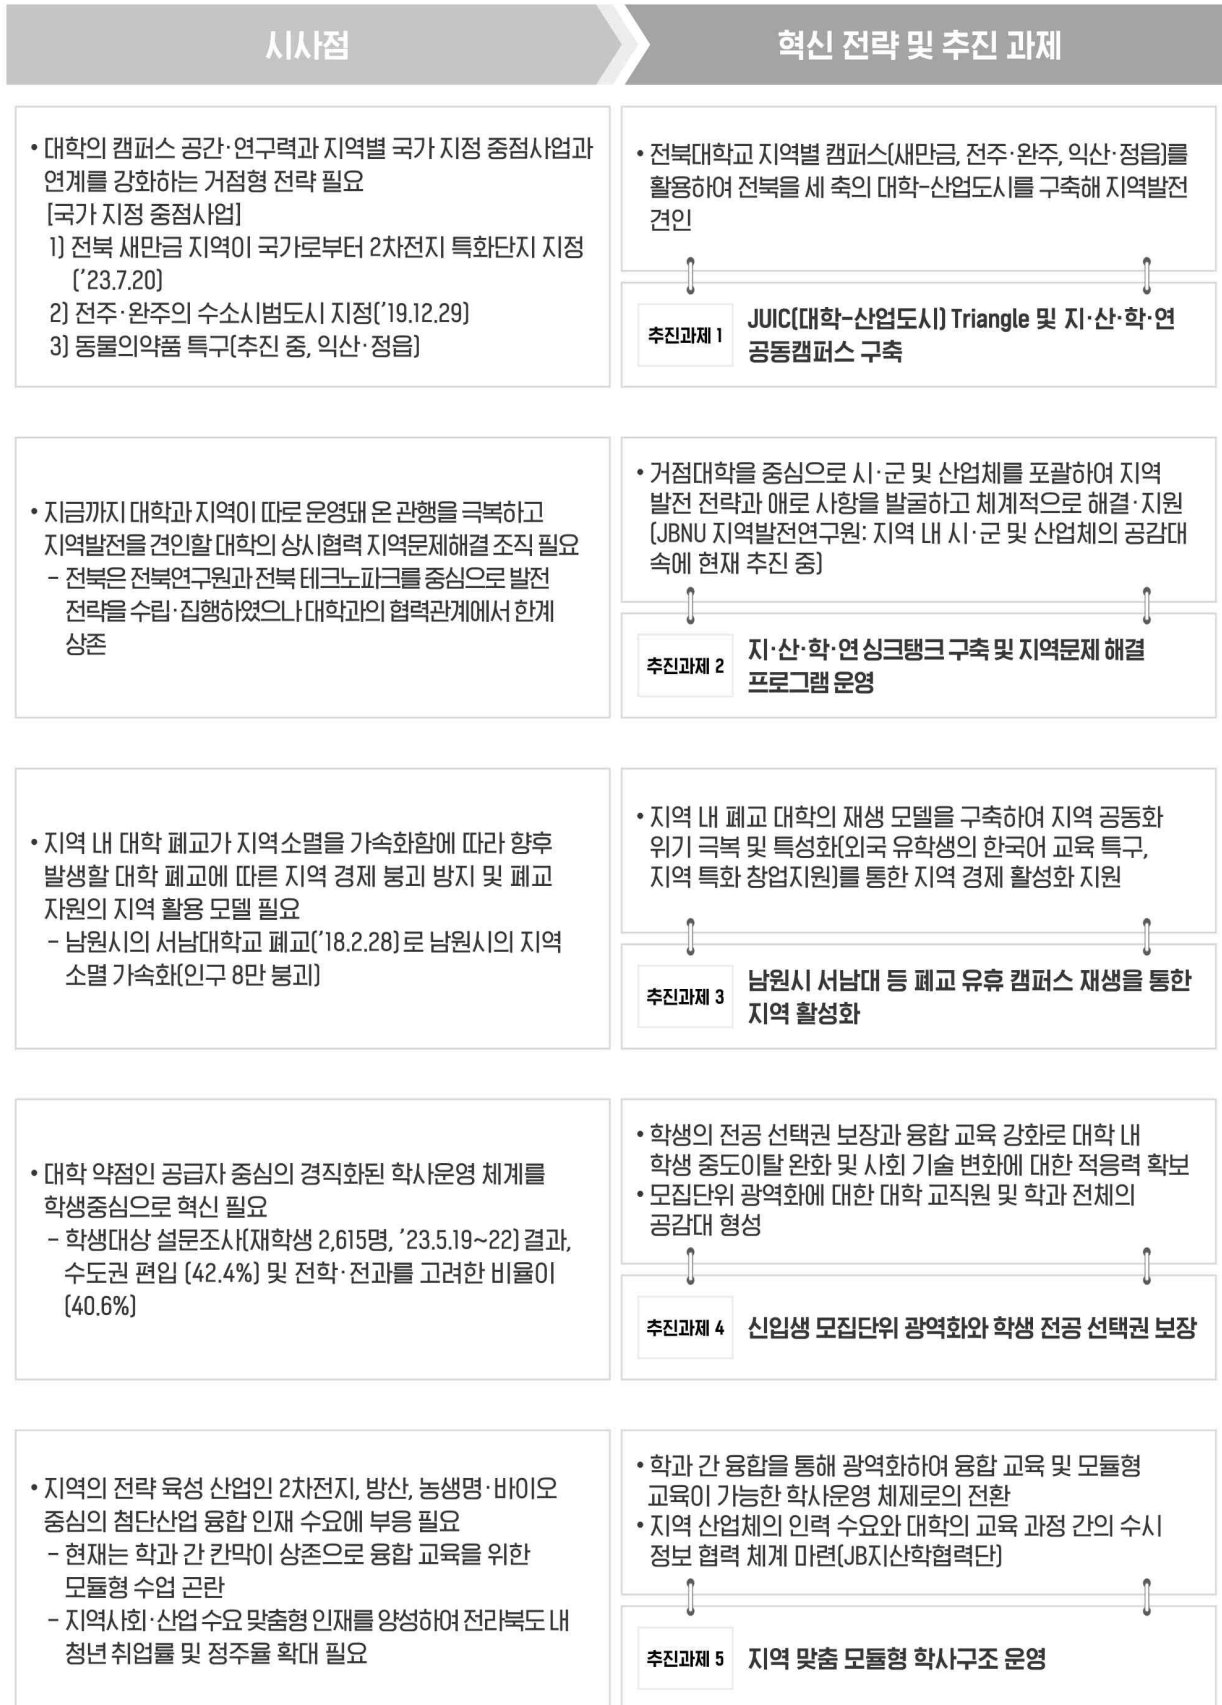 시사점
혁신 전략 및 추진 과제
• 대학의 캠퍼스 공간·연구력과 지역별 국가 지정 중점사업과
연계를 강화하는 거점형 전략 필요
[국가 지정 중점사업]
1) 전북 새만금 지역이 국가로부터 2차전지 특화단지 지정
('23.7.20)
2) 전주·완주의 수소시범도시 지정('19.12.29)
3) 동물의약품 특구(추진 중, 익산·정읍)
• 전북대학교 지역별 캠퍼스(새만금, 전주·완주, 익산·정읍)를
활용하여 전북을 세 축의 대학-산업도시를 구축해 지역발전
견인
추진과제 1
JUIC(대학-산업도시) Triangle 및 지·산·학·연
공동캠퍼스 구축
• 지금까지 대학과 지역이 따로 운영돼 온 관행을 극복하고
지역발전을 견인할 대학의 상시협력 지역문제해결 조직 필요
- 전북은 전북연구원과 전북 테크노파크를 중심으로 발전
전략을 수립·집행하였으나 대학과의 협력관계에서 한계
상존
• 거점대학을 중심으로 시·군 및 산업체를 포괄하여 지역
발전 전략과 애로 사항을 발굴하고 체계적으로 해결·지원
(JBNU 지역발전연구원: 지역 내 시·군 및 산업체의 공감대
속에 현재 추진 중)
추진과제 2
지·산·학·연 싱크탱크 구축 및 지역문제 해결
프로그램 운영
• 지역 내 대학 폐교가 지역소멸을 가속화함에 따라 향후
발생할 대학 폐교에 따른 지역 경제 붕괴 방지 및 폐교
자원의 지역 활용 모델 필요
- 남원시의 서남대학교 폐교('18.2.28)로 남원시의 지역
소멸 가속화(인구 8만 붕괴)
• 지역 내 폐교 대학의 재생 모델을 구축하여 지역 공동화
위기 극복 및 특성화(외국 유학생의 한국어 교육 특구,
지역 특화 창업지원)를 통한 지역 경제 활성화 지원
추진과제 3
남원시 서남대 등 폐교 유휴 캠퍼스 재생을 통한
지역 활성화
• 대학 약점인 공급자 중심의 경직화된 학사운영 체계를
학생중심으로 혁신 필요
- 학생대상 설문조사(재학생 2,615명, '23.5.19~22) 결과,
수도권 편입 (42.4%) 및 전학·전과를 고려한 비율이
(40.6%)
• 학생의 전공 선택권 보장과 융합 교육 강화로 대학 내
학생 중도이탈 완화 및 사회 기술 변화에 대한 적응력 확보
• 모집단위 광역화에 대한 대학 교직원 및 학과 전체의
공감대 형성
추진과제 4
신입생 모집단위 광역화와 학생 전공 선택권 보장
• 지역의 전략 육성 산업인 2차전지, 방산, 농생명·바이오
중심의 첨단산업 융합 인재 수요에 부응 필요
- 현재는 학과 간 칸막이 상존으로 융합 교육을 위한
모듈형 수업 곤란
- 지역사회·산업 수요 맞춤형 인재를 양성하여 전라북도 내
청년 취업률 및 정주율 확대 필요
• 학과 간 융합을 통해 광역화하여 융합 교육 및 모듈형
교육이 가능한 학사운영 체제로의 전환
• 지역 산업체의 인력 수요와 대학의 교육 과정 간의 수시
정보 협력 체계 마련(JB지산학협력단)
추진과제 5
지역 맞춤 모듈형 학사구조 운영